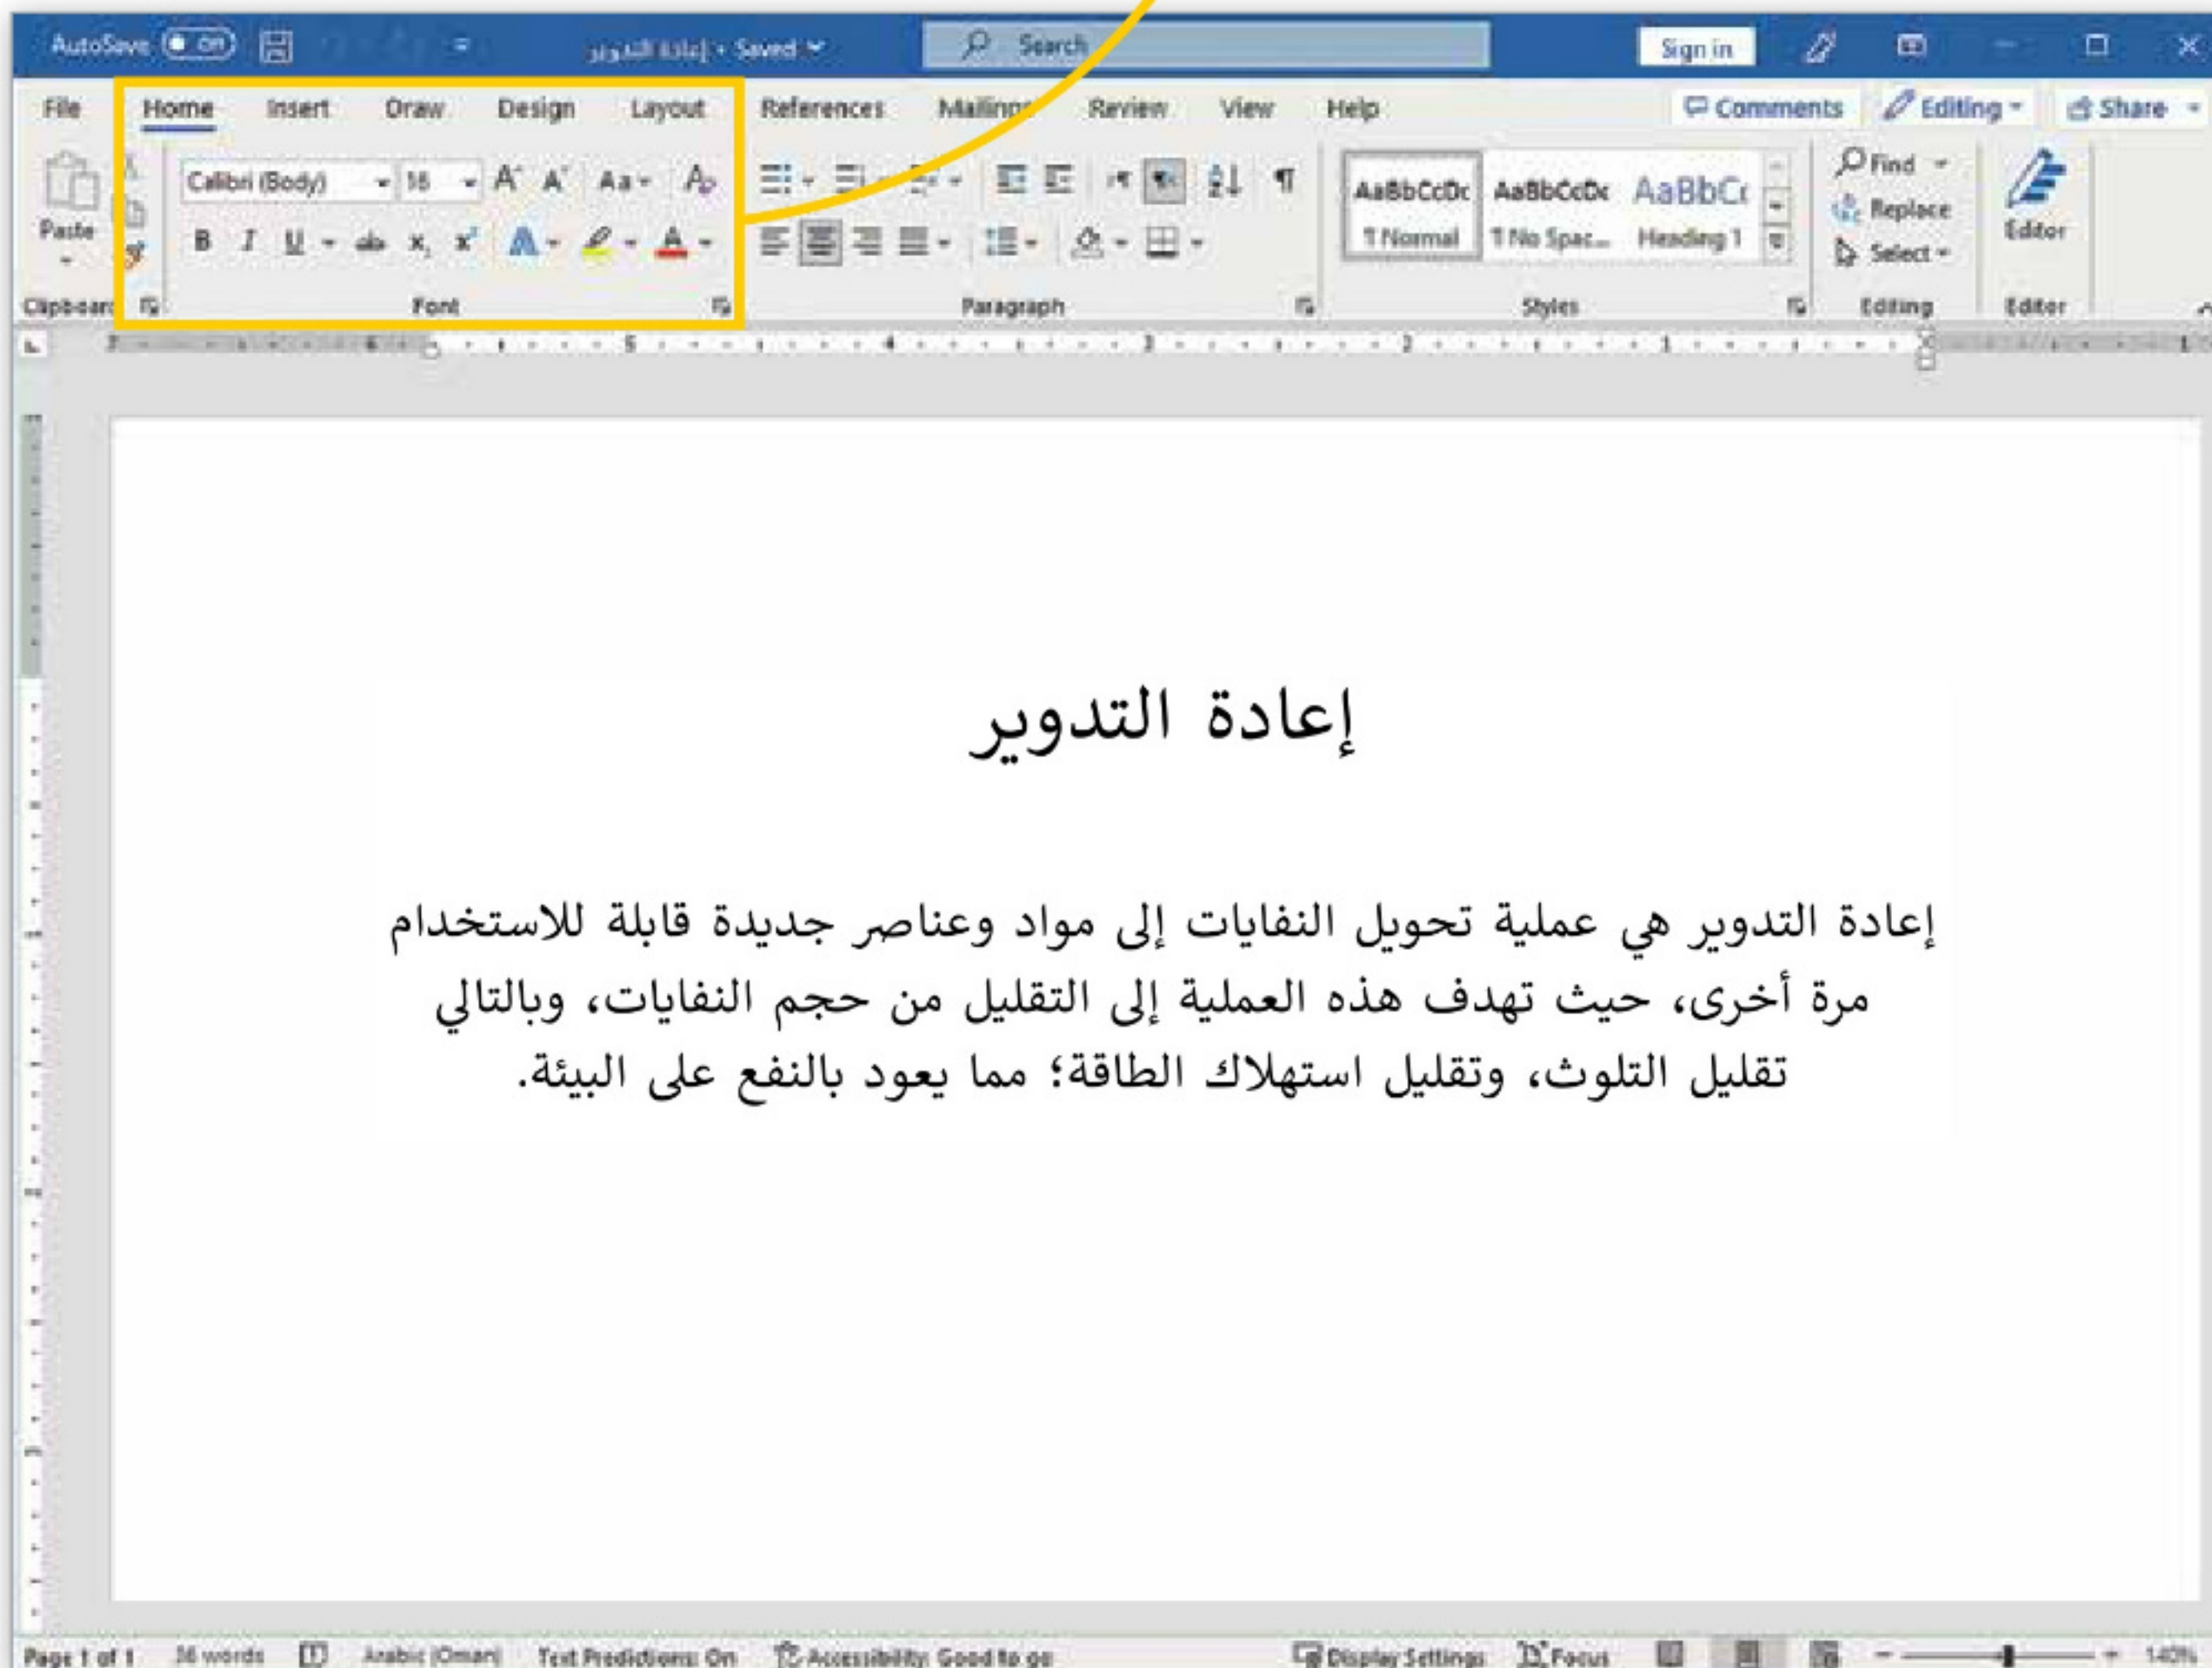 AutoSave On إعادة التدوير • Saved Search Sign in
File Home Insert Draw Design Layout References Mailings Review View Help Comments Editing Share
Calibri (Body) 16 Aa
Paste
B I U ab x x A A
AaBbCcDc AaBbCcDc AaBbCc
¶ Normal ¶ No Spac... Heading 1
Find
Replace
Select
Editor
Clipboard Font Paragraph Styles Editing Editor
إعادة التدوير
إعادة التدوير هي عملية تحويل النفايات إلى مواد وعناصر جديدة قابلة للاستخدام
مرة أخرى، حيث تهدف هذه العملية إلى التقليل من حجم النفايات، وبالتالي
تقليل التلوث، وتقليل استهلاك الطاقة؛ مما يعود بالنفع على البيئة.
Page 1 of 1 36 words Arabic (Oman) Text Predictions: On Accessibility: Good to go Display Settings Focus 140%